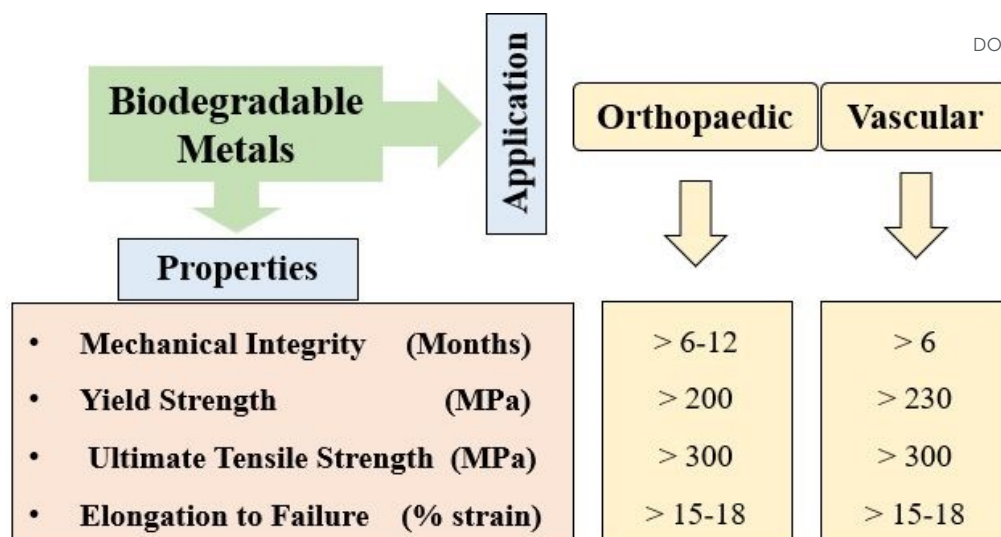 DO
Biodegradable
Metals
Application
Orthopaedic
Vascular
Properties
• Mechanical Integrity (Months) > 6-12 > 6
• Yield Strength (MPa) > 200 > 230
• Ultimate Tensile Strength (MPa) > 300 > 300
• Elongation to Failure (% strain) > 15-18 > 15-18